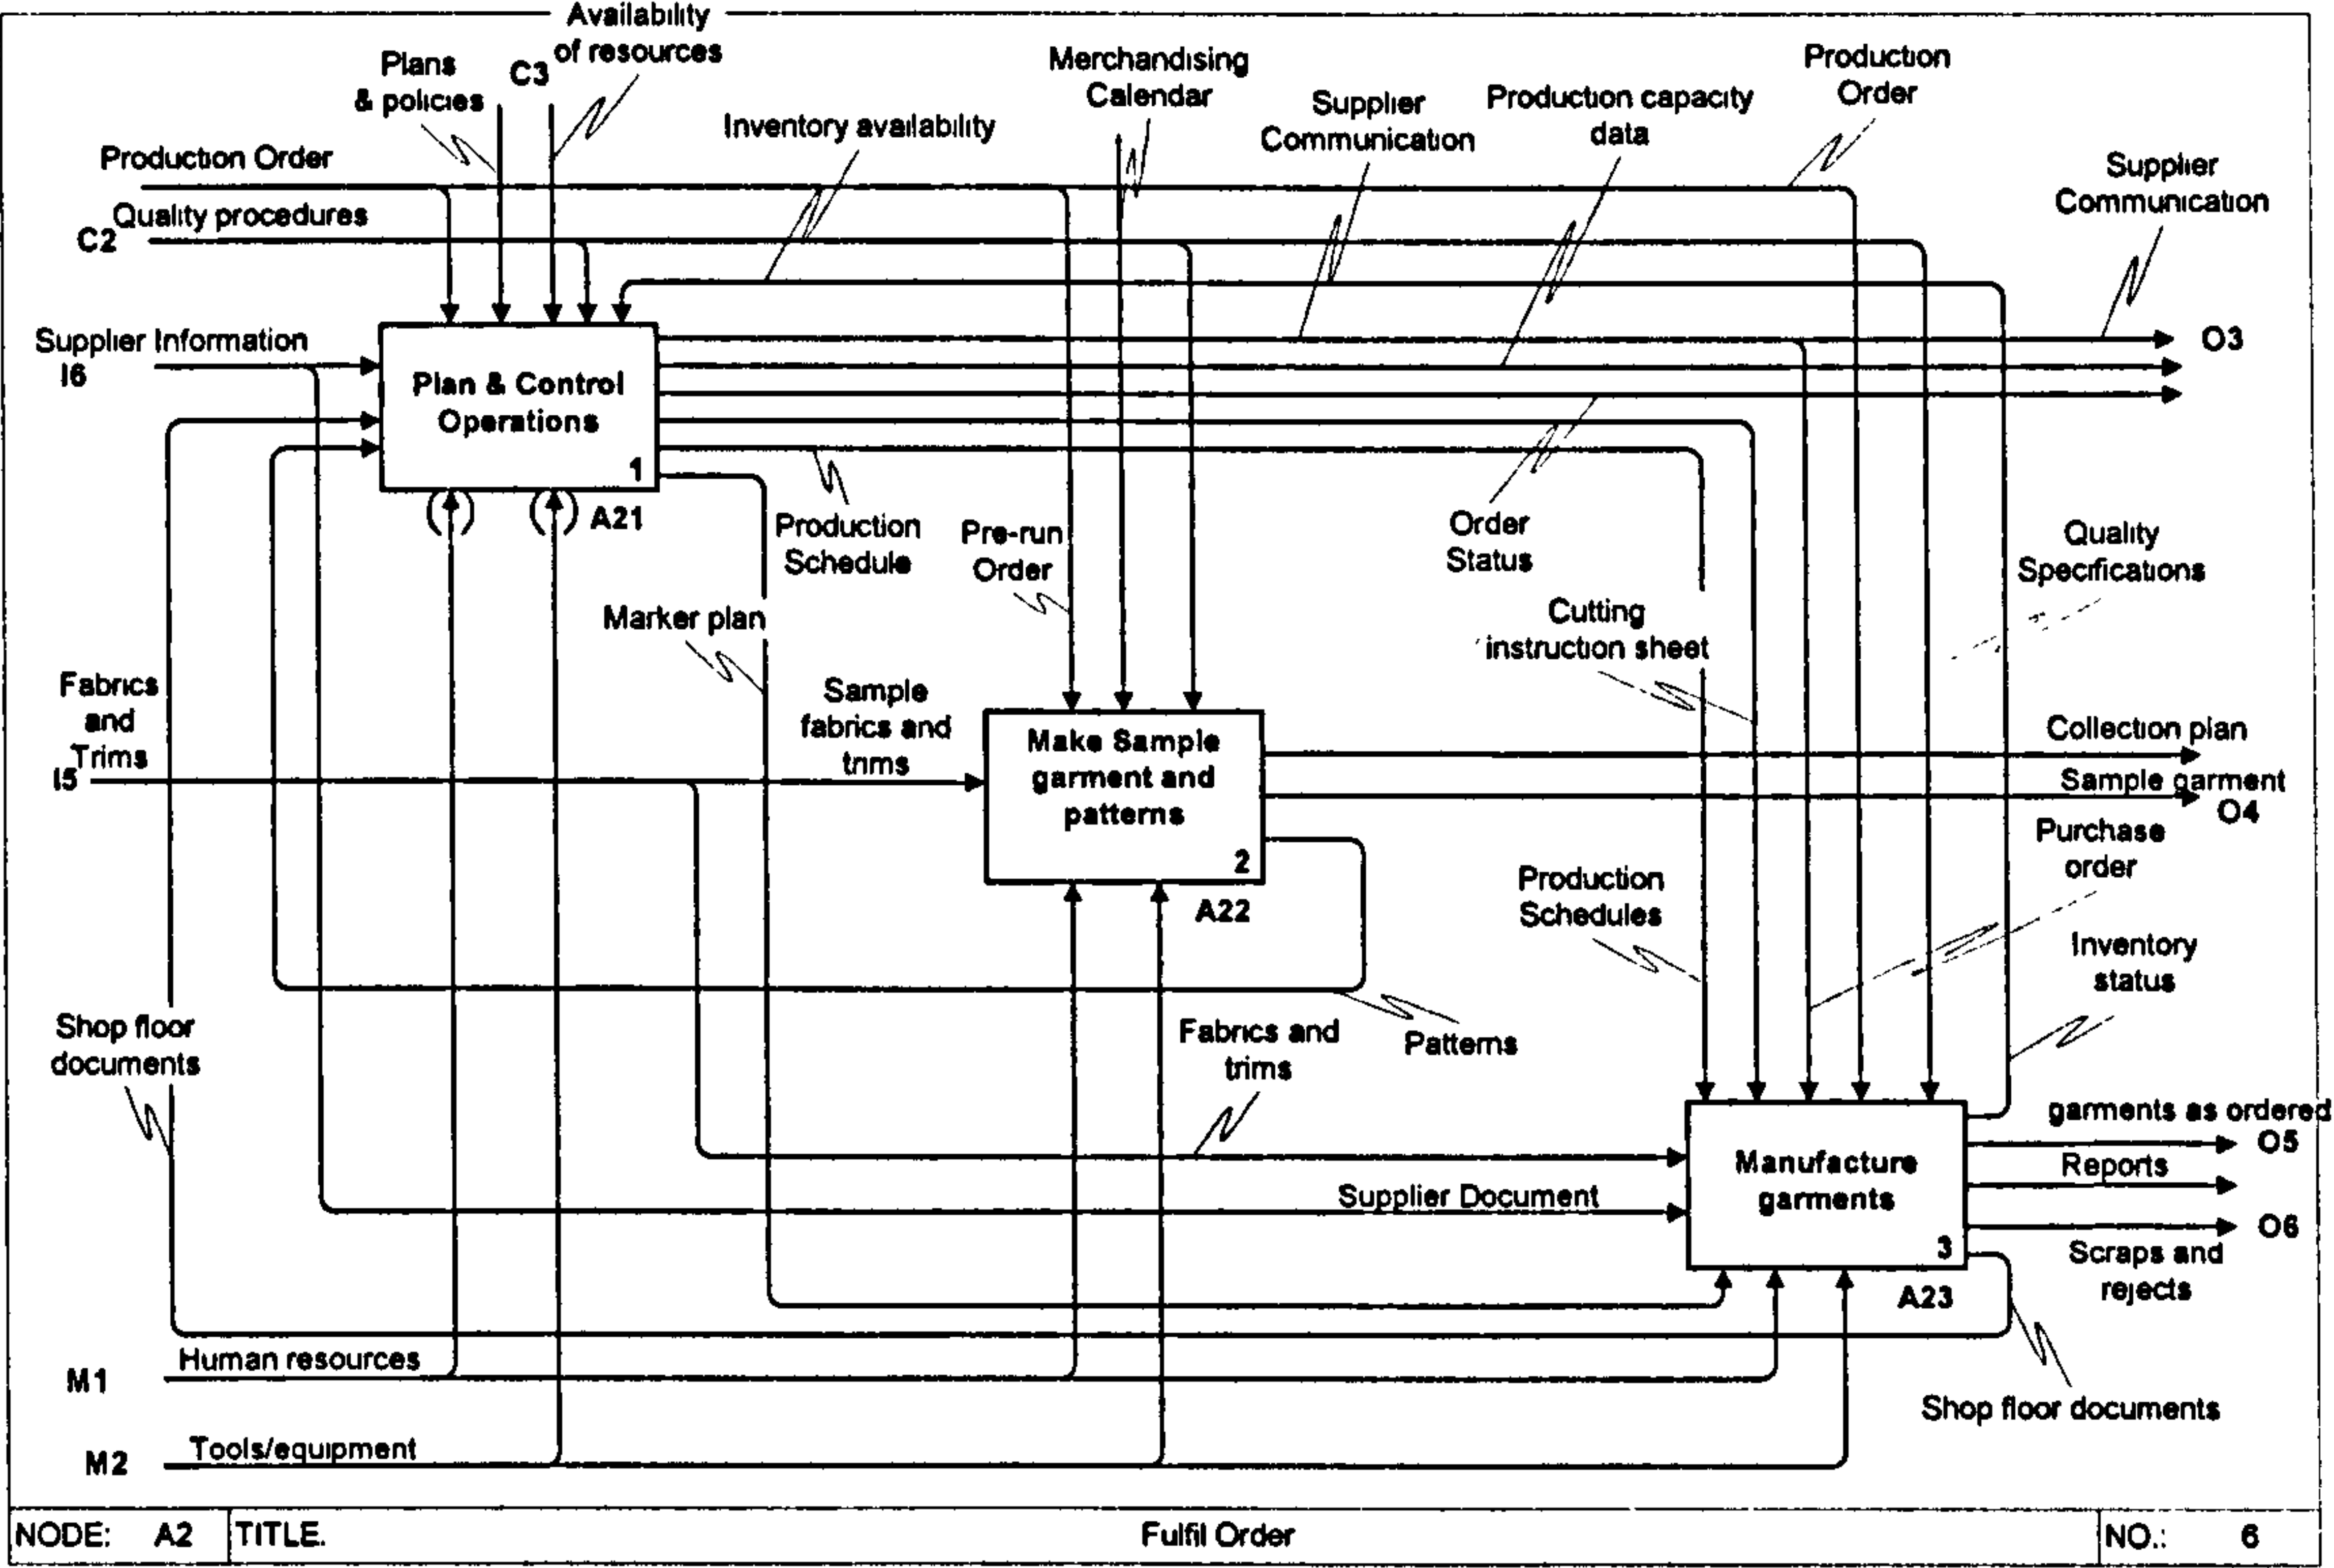 Availability
of resources
C3
Plans
& policies
Merchandising
Calendar
Production
Order
Supplier
Communication
Production capacity
data
Inventory availability
Production Order
Supplier
Communication
Quality procedures
C2
Supplier Information
I6
O3
Plan & Control
Operations
1
A21
Production
Schedule
Pre-run
Order
Order
Status
Quality
Specifications
Marker plan
Cutting
instruction sheet
Fabrics
and
Trims
I5
Sample
fabrics and
trims
Make Sample
garment and
patterns
2
A22
Collection plan
Sample garment
O4
Purchase
order
Production
Schedules
Inventory
status
Shop floor
documents
Fabrics and
trims
Patterns
garments as ordered
O5
Manufacture
garments
3
A23
Reports
Supplier Document
O6
Scraps and
rejects
Human resources
M1
Shop floor documents
Tools/equipment
M2
NODE: A2 TITLE. Fulfil Order NO.: 6